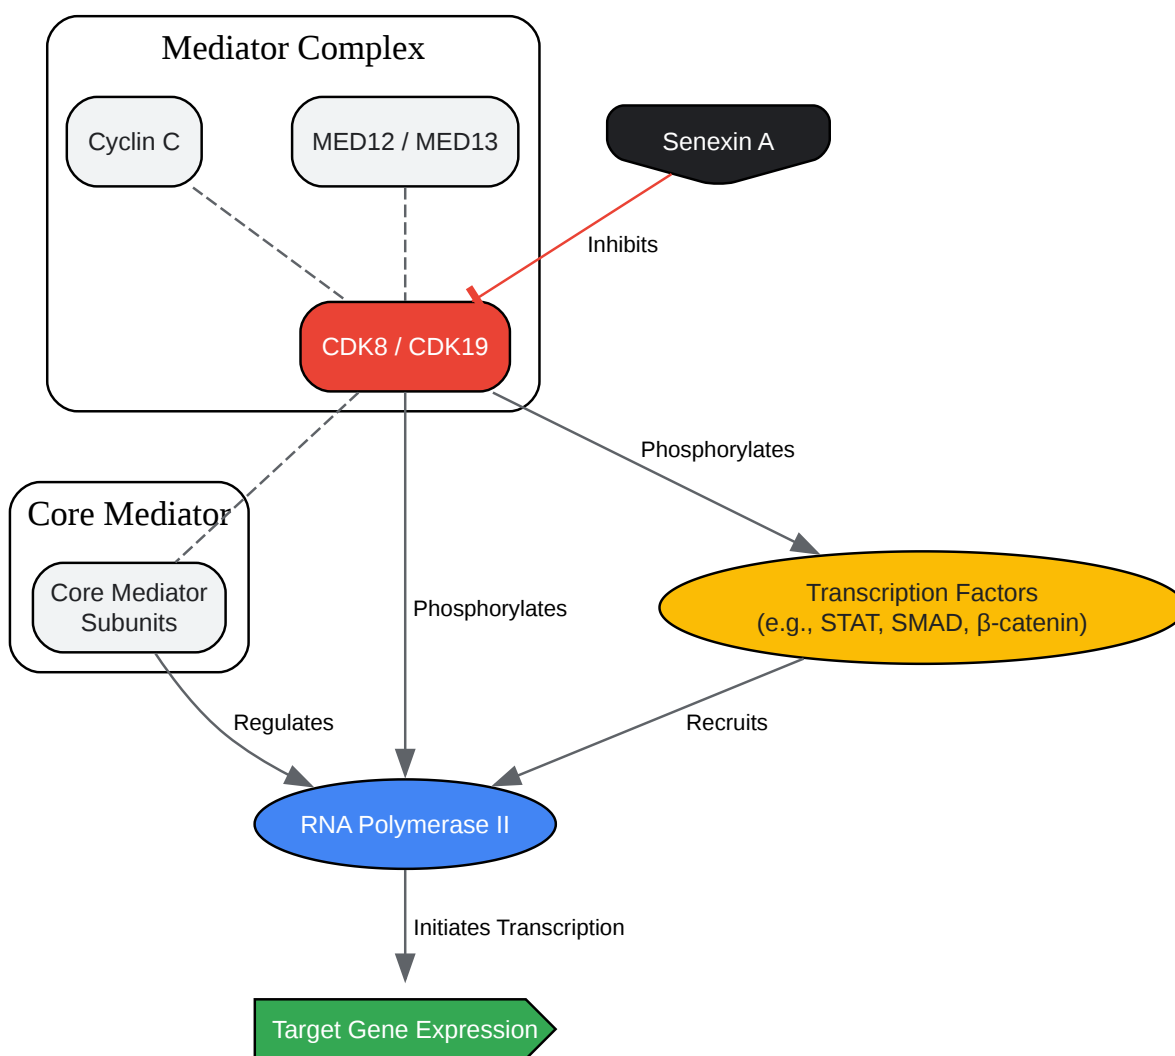 Mediator Complex
Cyclin C
MED12 / MED13
Senexin A
Inhibits
CDK8 / CDK19
Phosphorylates
Core Mediator
Core Mediator
Subunits
Phosphorylates
Transcription Factors
(e.g., STAT, SMAD, β-catenin)
Regulates
Recruits
RNA Polymerase II
Initiates Transcription
Target Gene Expression